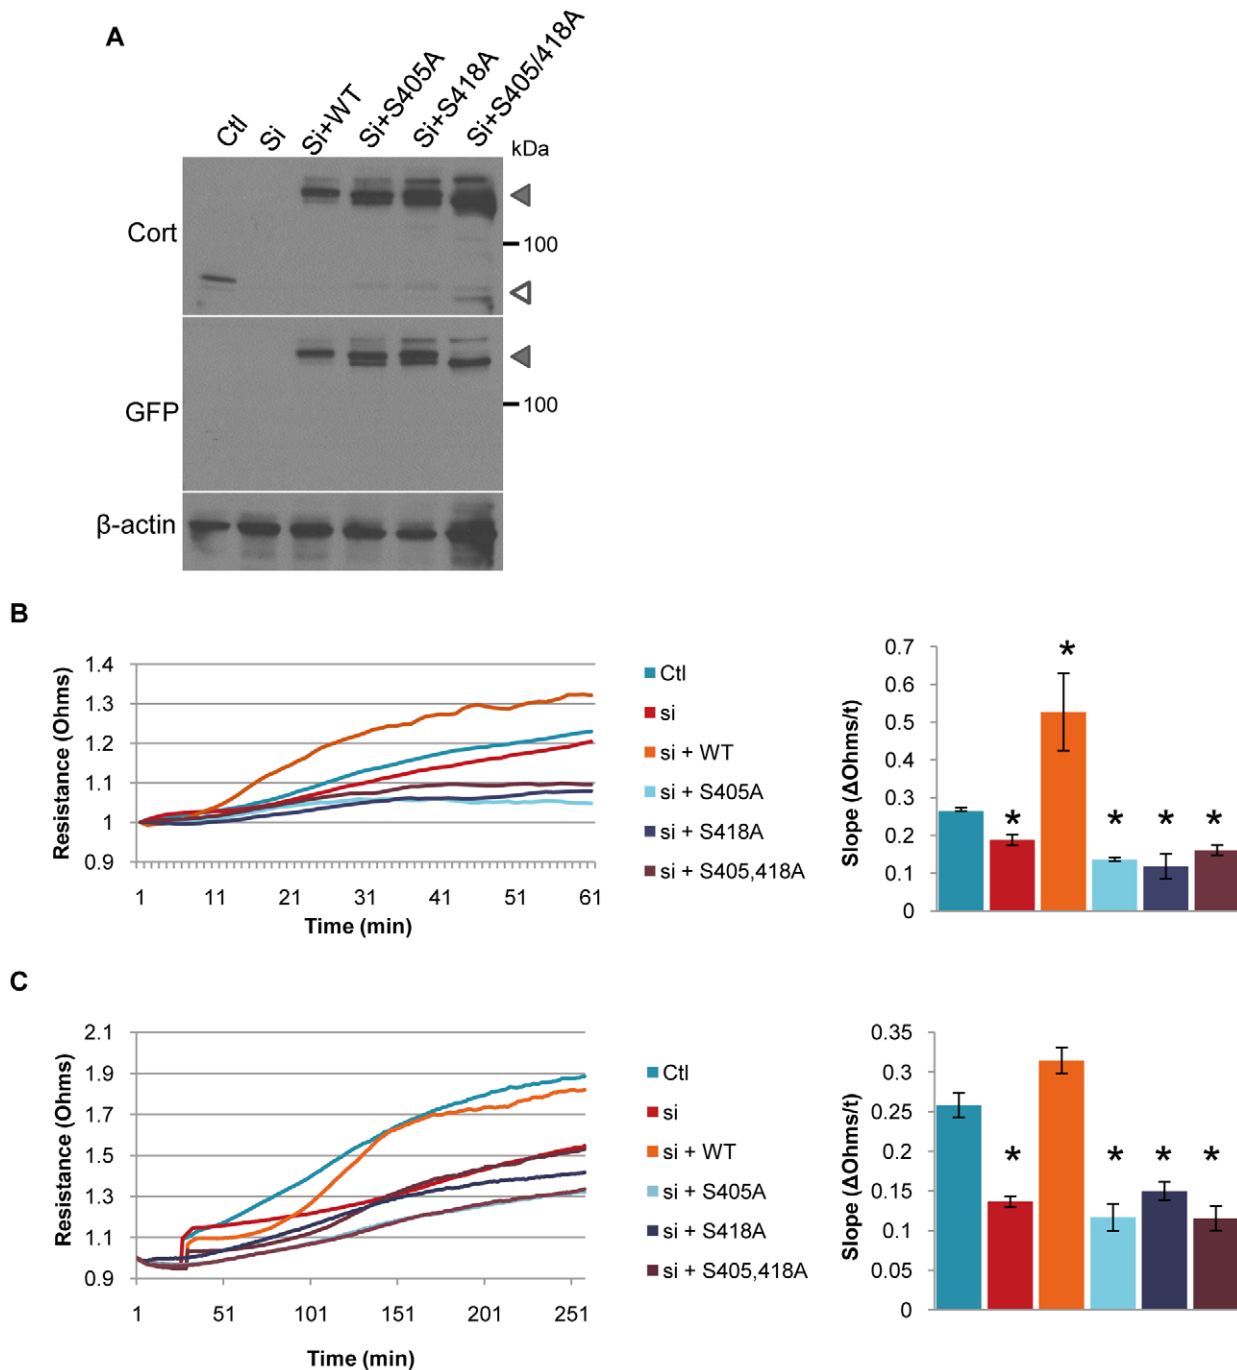 A
Ctl
Si
Si+WT
Si+S405A
Si+S418A
Si+S405/418A
kDa
Cort
100
GFP
100
β-actin
B
Resistance (Ohms)
1.4
1.3
1.2
1.1
1
0.9
1 11 21 31 41 51 61
Time (min)
Ctl
si
si + WT
si + S405A
si + S418A
si + S405,418A
Slope (ΔOhms/t)
0.7
0.6
0.5
0.4
0.3
0.2
0.1
0
*
* * * *
C
Resistance (Ohms)
2.1
1.9
1.7
1.5
1.3
1.1
0.9
1 51 101 151 201 251
Time (min)
Ctl
si
si + WT
si + S405A
si + S418A
si + S405,418A
Slope (ΔOhms/t)
0.35
0.3
0.25
0.2
0.15
0.1
0.05
0
* * * *